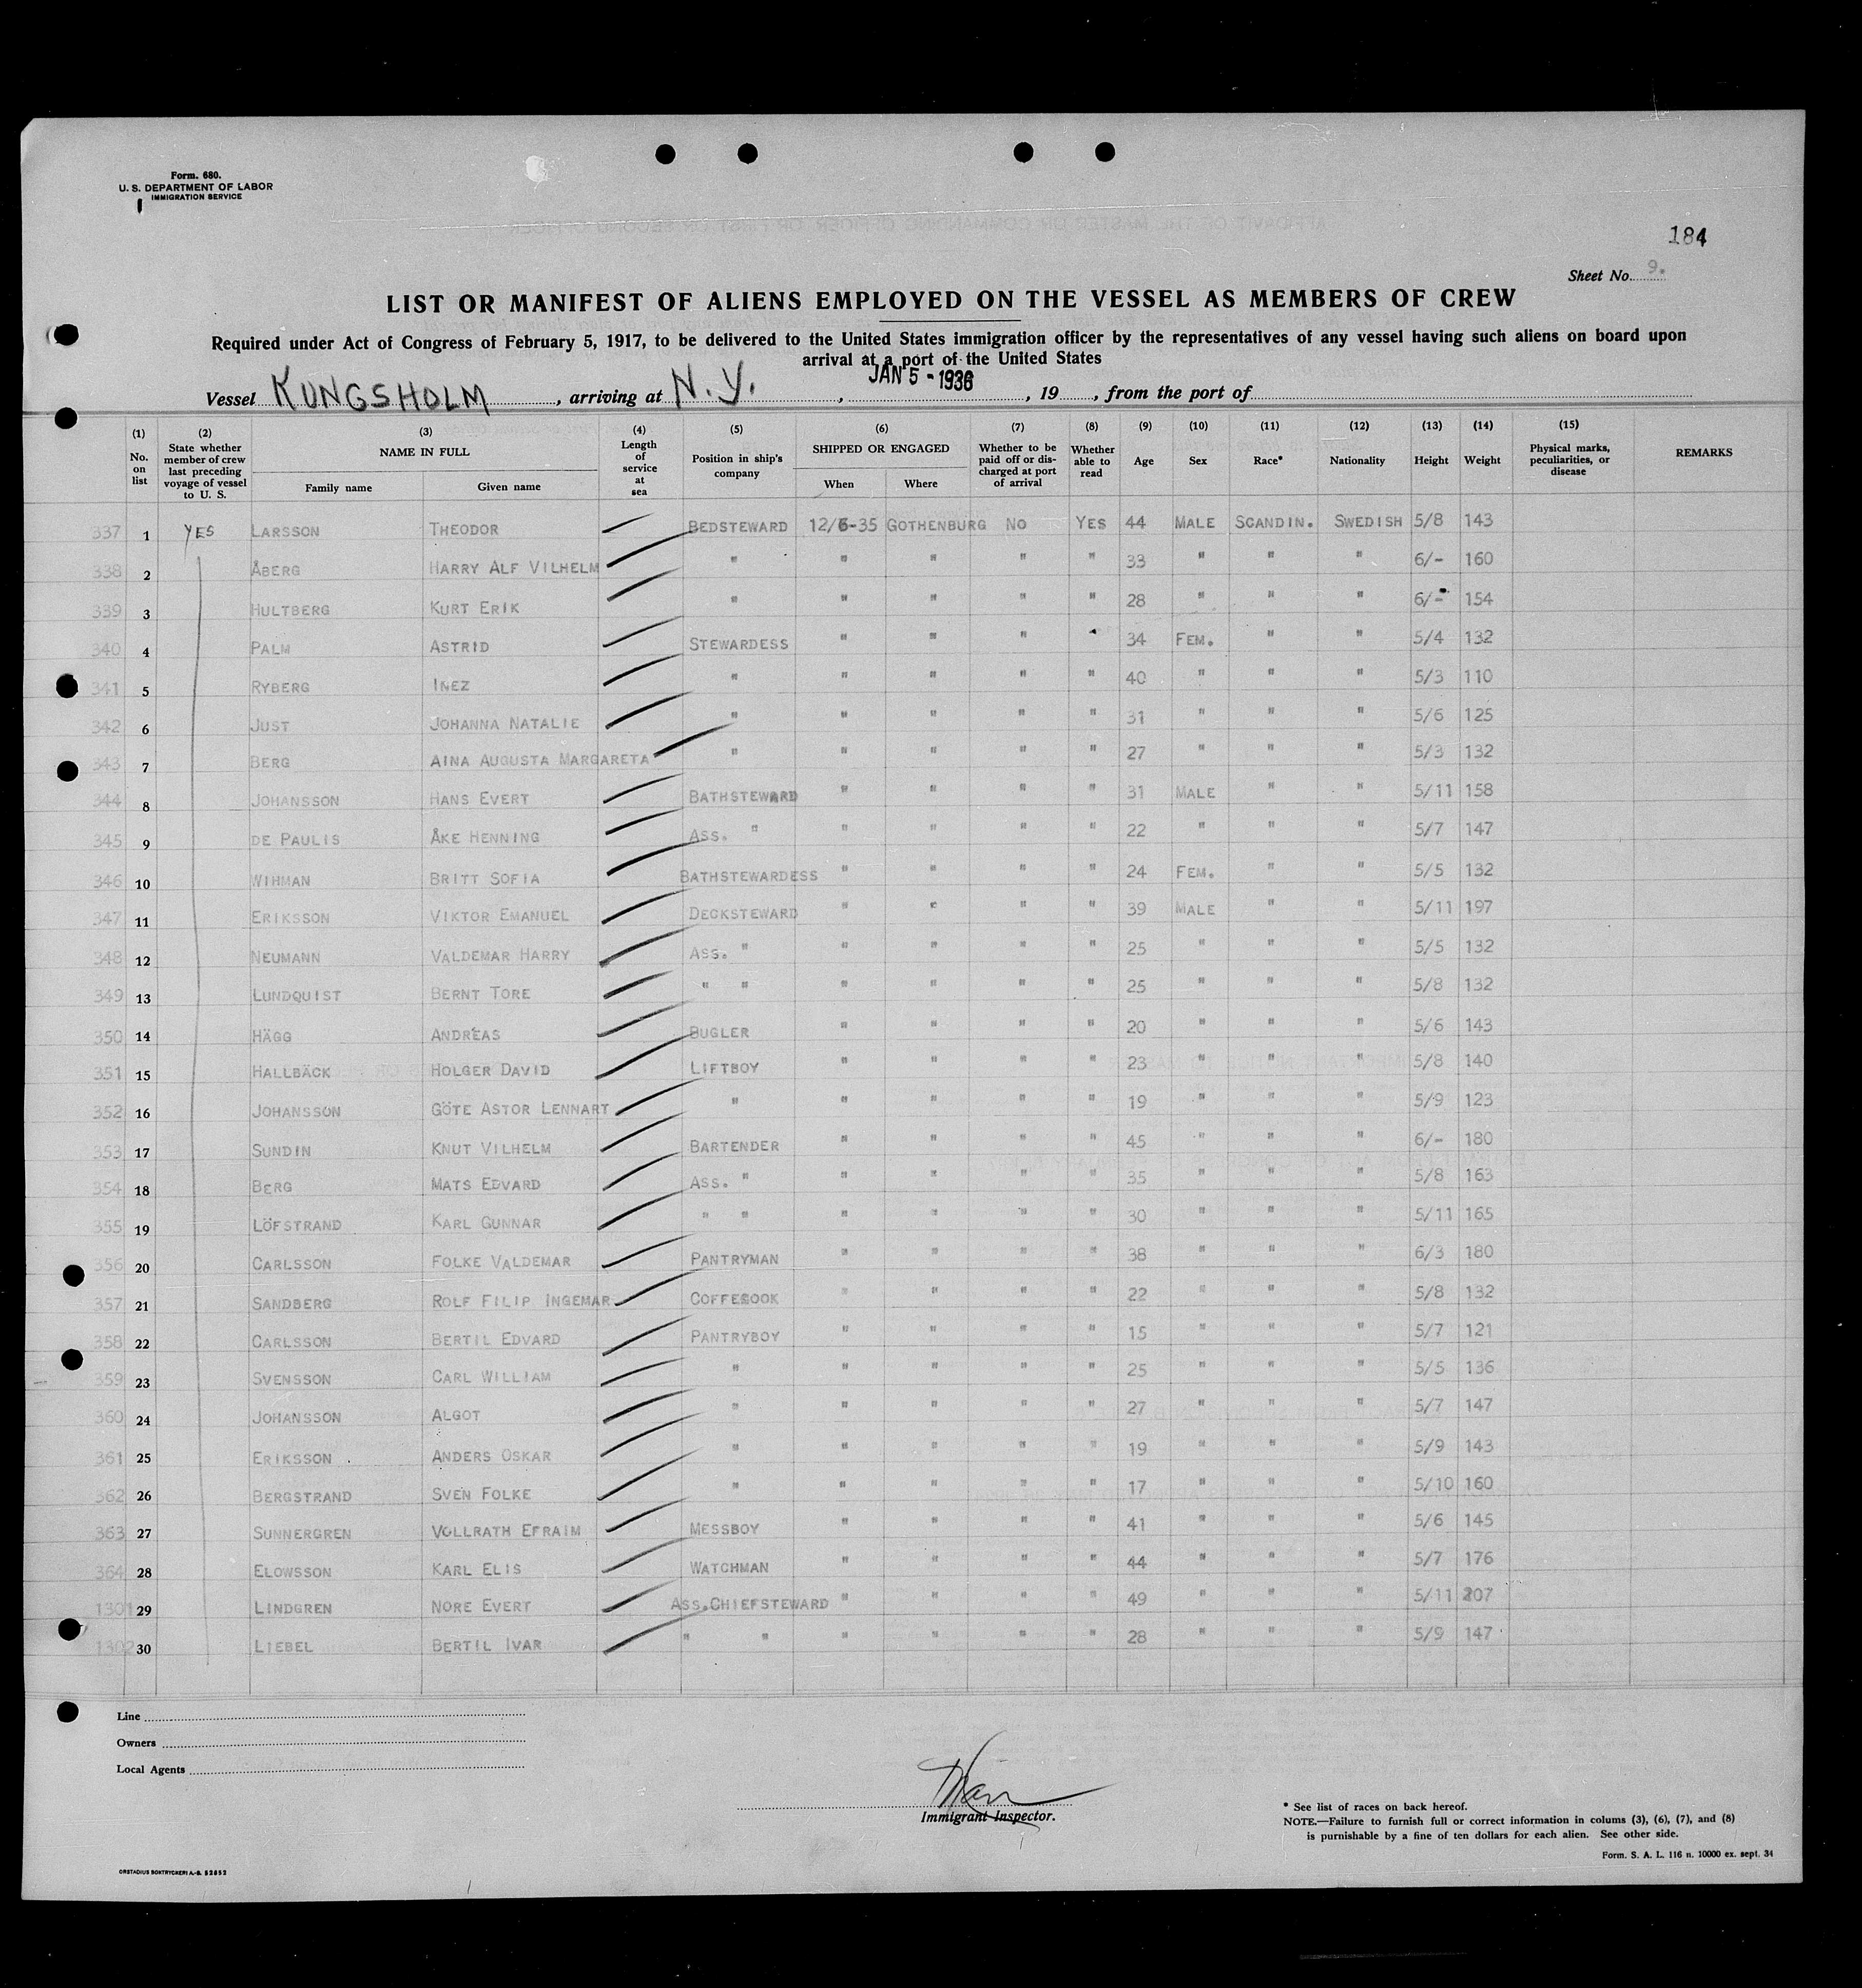 Form. 680.
U. S. DEPARTMENT OF LABOR
IMMIGRATION SERVICE
184
Sheet No. 9.
LIST OR MANIFEST OF ALIENS EMPLOYED ON THE VESSEL AS MEMBERS OF CREW
Required under Act of Congress of February 5, 1917, to be delivered to the United States immigration officer by the representatives of any vessel having such aliens on board upon
arrival at a port of the United States
Vessel KUNGSHOLM, arriving at N.Y., JAN 5 - 1936, 19, from the port of
(1) No. on list (2) State whether member of crew last preceding voyage of vessel to U. S. (3) NAME IN FULL Family name Given name (4) Length of service at sea (5) Position in ship's company (6) SHIPPED OR ENGAGED When Where (7) Whether to be paid off or discharged at port of arrival (8) Whether able to read (9) Age (10) Sex (11) Race* (12) Nationality (13) Height (14) Weight (15) Physical marks, peculiarities, or disease REMARKS
337 1 YES LARSSON THEODOR BEDSTEWARD 12/6-35 GOTHENBURG NO YES 44 MALE SCANDIN. SWEDISH 5/8 143
338 2 ÅBERG HARRY ALF VILHELM " " " " " 33 " " " 6/- 160
339 3 HULTBERG KURT ERIK " " " " " 28 " " " 6/- 154
340 4 PALM ASTRID STEWARDESS " " " " 34 FEM. " " 5/4 132
341 5 RYBERG INEZ " " " " " 40 " " " 5/3 110
342 6 JUST JOHANNA NATALIE " " " " " 31 " " " 5/6 125
343 7 BERG AINA AUGUSTA MARGARETA " " " " " 27 " " " 5/3 132
344 8 JOHANSSON HANS EVERT BATHSTEWARD " " " " 31 MALE " " 5/11 158
345 9 DE PAULIS ÅKE HENNING ASS. " " " " " 22 " " " 5/7 147
346 10 WIHMAN BRITT SOFIA BATHSTEWARDESS " " " " 24 FEM. " " 5/5 132
347 11 ERIKSSON VIKTOR EMANUEL DECKSTEWARD " " " " 39 MALE " " 5/11 197
348 12 NEUMANN VALDEMAR HARRY ASS. " " " " " 25 " " " 5/5 132
349 13 LUNDQUIST BERNT TORE " " " " " " 25 " " " 5/8 132
350 14 HÄGG ANDREAS BUGLER " " " " 20 " " " 5/6 143
351 15 HALLBÄCK HOLGER DAVID LIFTBOY " " " " 23 " " " 5/8 140
352 16 JOHANSSON GÖTE ASTOR LENNART " " " " " 19 " " " 5/9 123
353 17 SUNDIN KNUT VILHELM BARTENDER " " " " 45 " " " 6/- 180
354 18 BERG MATS EDVARD ASS. " " " " " 35 " " " 5/8 163
355 19 LÖFSTRAND KARL GUNNAR " " " " " " 30 " " " 5/11 165
356 20 CARLSSON FOLKE VALDEMAR PANTRYMAN " " " " 38 " " " 6/3 180
357 21 SANDBERG ROLF FILIP INGEMAR COFFECOOK " " " " 22 " " " 5/8 132
358 22 CARLSSON BERTIL EDVARD PANTRYBOY " " " " 15 " " " 5/7 121
359 23 SVENSSON CARL WILLIAM " " " " " 25 " " " 5/5 136
360 24 JOHANSSON ALGOT " " " " " 27 " " " 5/7 147
361 25 ERIKSSON ANDERS OSKAR " " " " " 19 " " " 5/9 143
362 26 BERGSTRAND SVEN FOLKE " " " " " 17 " " " 5/10 160
363 27 SUNNERGREN VOLLRATH EFRAIM MESSBOY " " " " 41 " " " 5/6 145
364 28 ELOWSSON KARL ELIS WATCHMAN " " " " 44 " " " 5/7 176
1301 29 LINDGREN NORE EVERT ASS.CHIEFSTEWARD " " " " 49 " " " 5/11 207
1302 30 LIEBEL BERTIL IVAR " " " " " " 28 " " " 5/9 147
Line
Owners
Local Agents
Immigrant Inspector.
* See list of races on back hereof.
NOTE.—Failure to furnish full or correct information in colums (3), (6), (7), and (8)
is purnishable by a fine of ten dollars for each alien. See other side.
Form. S. A. L. 116 n. 10000 ex. sept. 34
ORSTADIUS BOKTRYCKERI A.-B. 52652